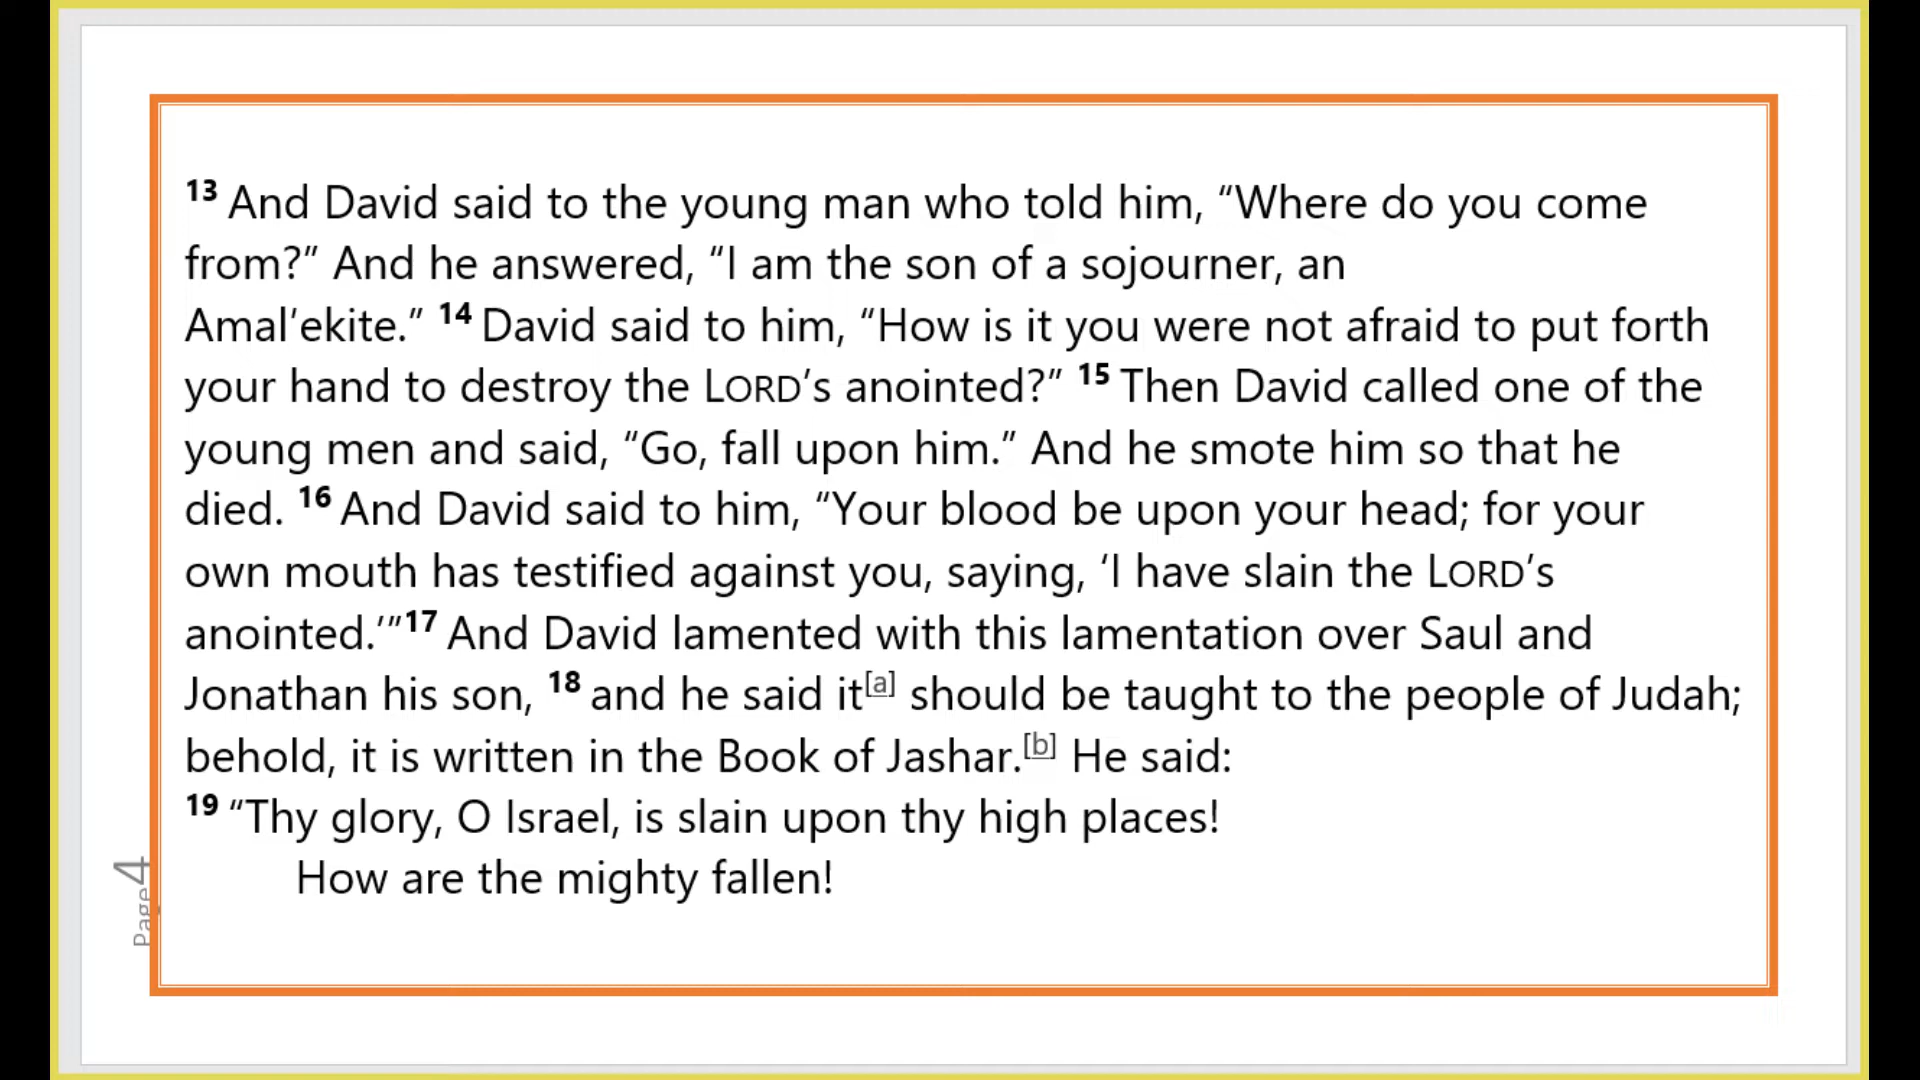 13 And David said to the young man who told him, “Where do you come
from?” And he answered, “I am the son of a sojourner, an
Amal′ekite.” 14 David said to him, “How is it you were not afraid to put forth
your hand to destroy the LORD’s anointed?” 15 Then David called one of the
young men and said, “Go, fall upon him.” And he smote him so that he
died. 16 And David said to him, “Your blood be upon your head; for your
own mouth has testified against you, saying, ‘I have slain the LORD’s
anointed.’”17 And David lamented with this lamentation over Saul and
Jonathan his son, 18 and he said it[a] should be taught to the people of Judah;
behold, it is written in the Book of Jashar.[b] He said:
19 “Thy glory, O Israel, is slain upon thy high places!
How are the mighty fallen!
Page 4